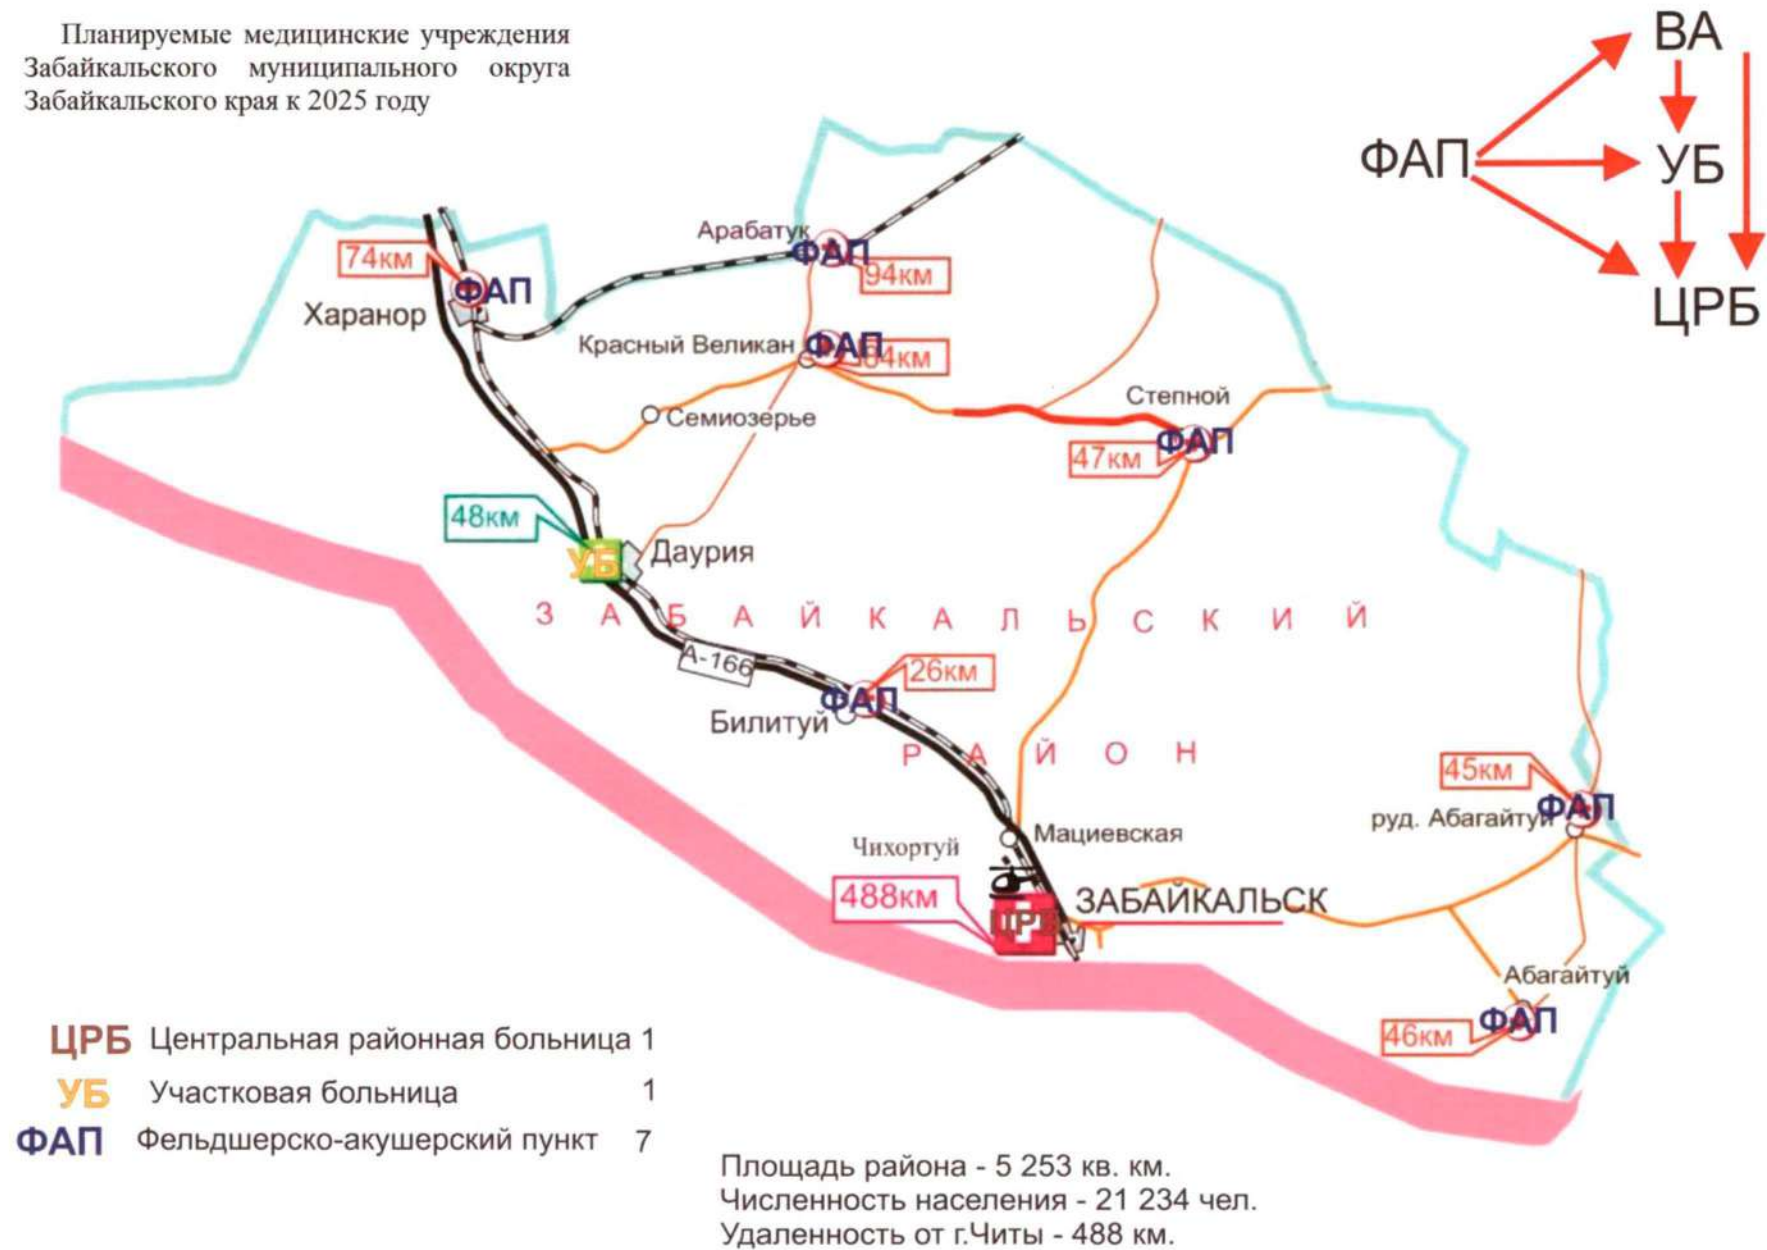 Планируемые медицинские учреждения
Забайкальского муниципального округа
Забайкальского края к 2025 году
ВА
ФАП
УБ
ЦРБ
Арабатук
ФАП
94км
74км
ФАП
Харанор
Красный Великан
ФАП
64км
Степной
ФАП
47км
Семиозерье
48км
УБ
Даурия
ЗАБАЙКАЛЬСКИЙ
А-166
26км
ФАП
Билитуй
РАЙОН
45км
ФАП
руд. Абагайтуй
Мациевская
Чихортуй
488км
ЦРБ
ЗАБАЙКАЛЬСК
Абагайтуй
ФАП
46км
ЦРБ Центральная районная больница 1
УБ Участковая больница 1
ФАП Фельдшерско-акушерский пункт 7
Площадь района - 5 253 кв. км.
Численность населения - 21 234 чел.
Удаленность от г.Читы - 488 км.